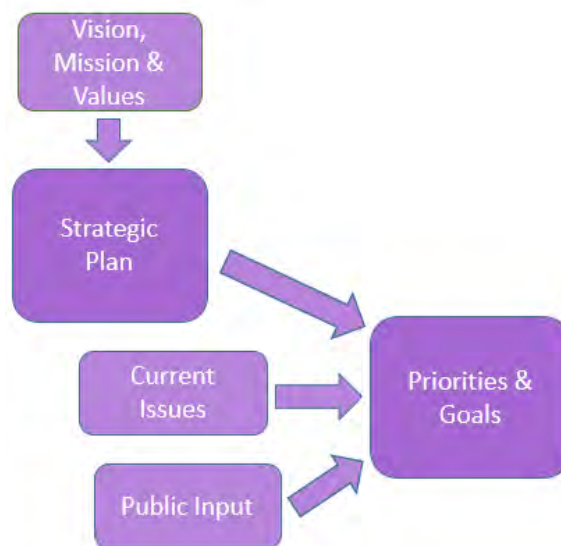 Vision,
Mission &
Values
Strategic
Plan
Current
Issues
Priorities &
Goals
Public Input